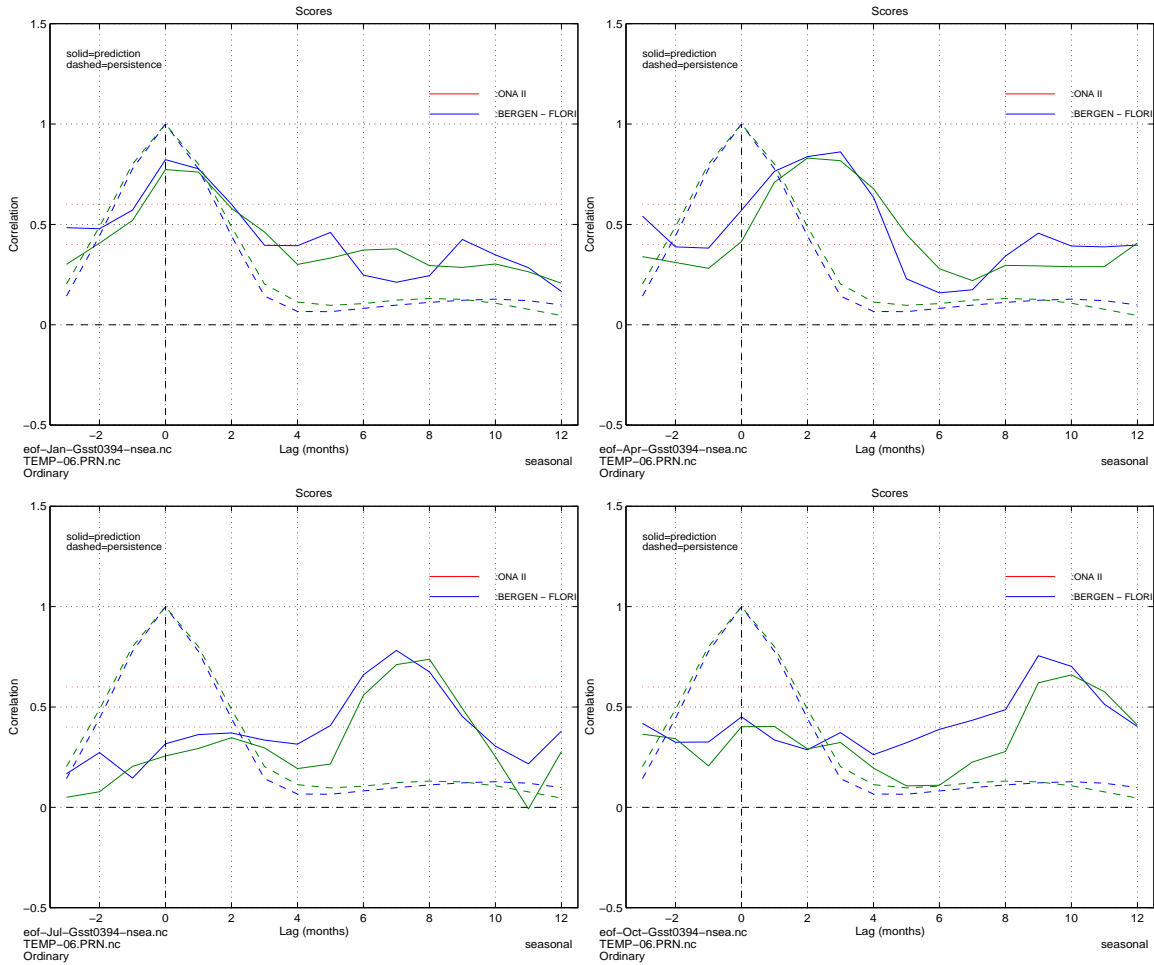 Scores
1.5
1
0.5
0
−0.5
Correlation
solid=prediction
dashed=persistence
ONA II
BERGEN − FLORI
−2 0 2 4 6 8 10 12
Lag (months)
eof−Jan−Gsst0394−nsea.nc
TEMP−06.PRN.nc
Ordinary
seasonal
Scores
1.5
1
0.5
0
−0.5
Correlation
solid=prediction
dashed=persistence
ONA II
BERGEN − FLORI
−2 0 2 4 6 8 10 12
Lag (months)
eof−Apr−Gsst0394−nsea.nc
TEMP−06.PRN.nc
Ordinary
seasonal
Scores
1.5
1
0.5
0
−0.5
Correlation
solid=prediction
dashed=persistence
ONA II
BERGEN − FLORI
−2 0 2 4 6 8 10 12
Lag (months)
eof−Jul−Gsst0394−nsea.nc
TEMP−06.PRN.nc
Ordinary
seasonal
Scores
1.5
1
0.5
0
−0.5
Correlation
solid=prediction
dashed=persistence
ONA II
BERGEN − FLORI
−2 0 2 4 6 8 10 12
Lag (months)
eof−Oct−Gsst0394−nsea.nc
TEMP−06.PRN.nc
Ordinary
seasonal